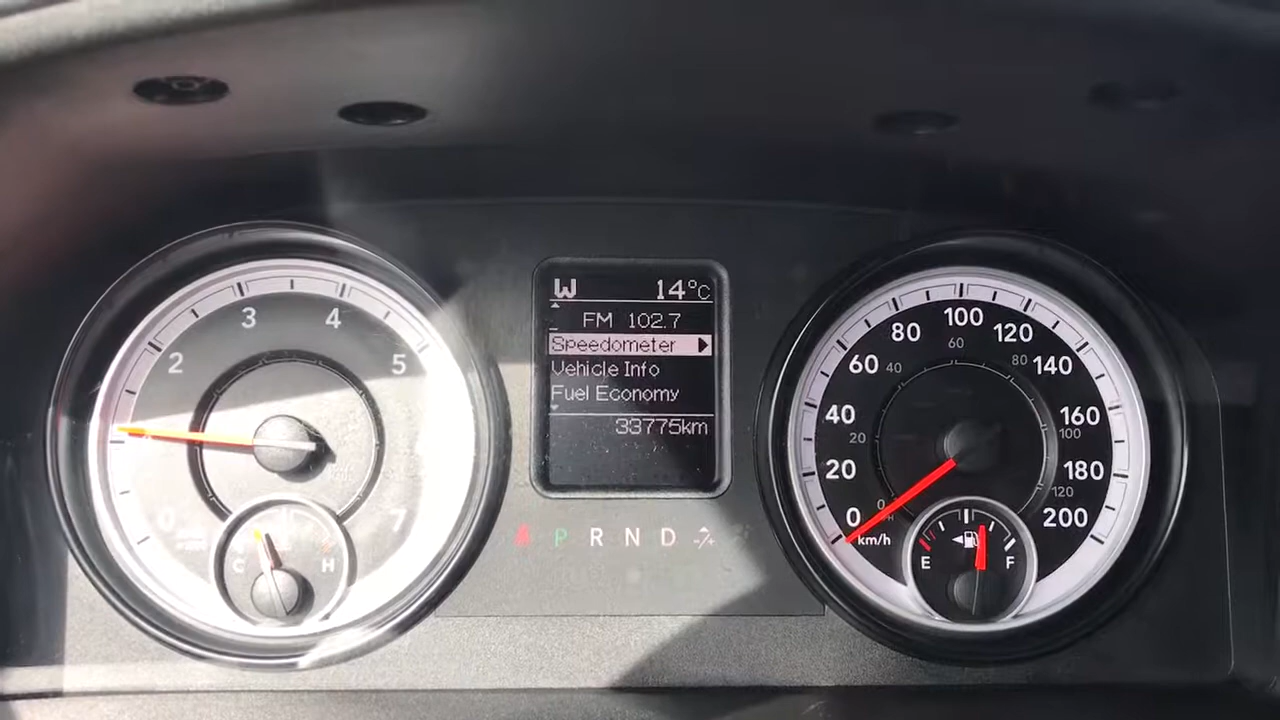 2
3
4
5
7
C H
W 14°C
FM 102.7
Speedometer
Vehicle Info
Fuel Economy
33775km
P R N D -/+
0
20
40
60
80
100
120
140
160
180
200
km/h
0
20
40
60
80
100
120
E F